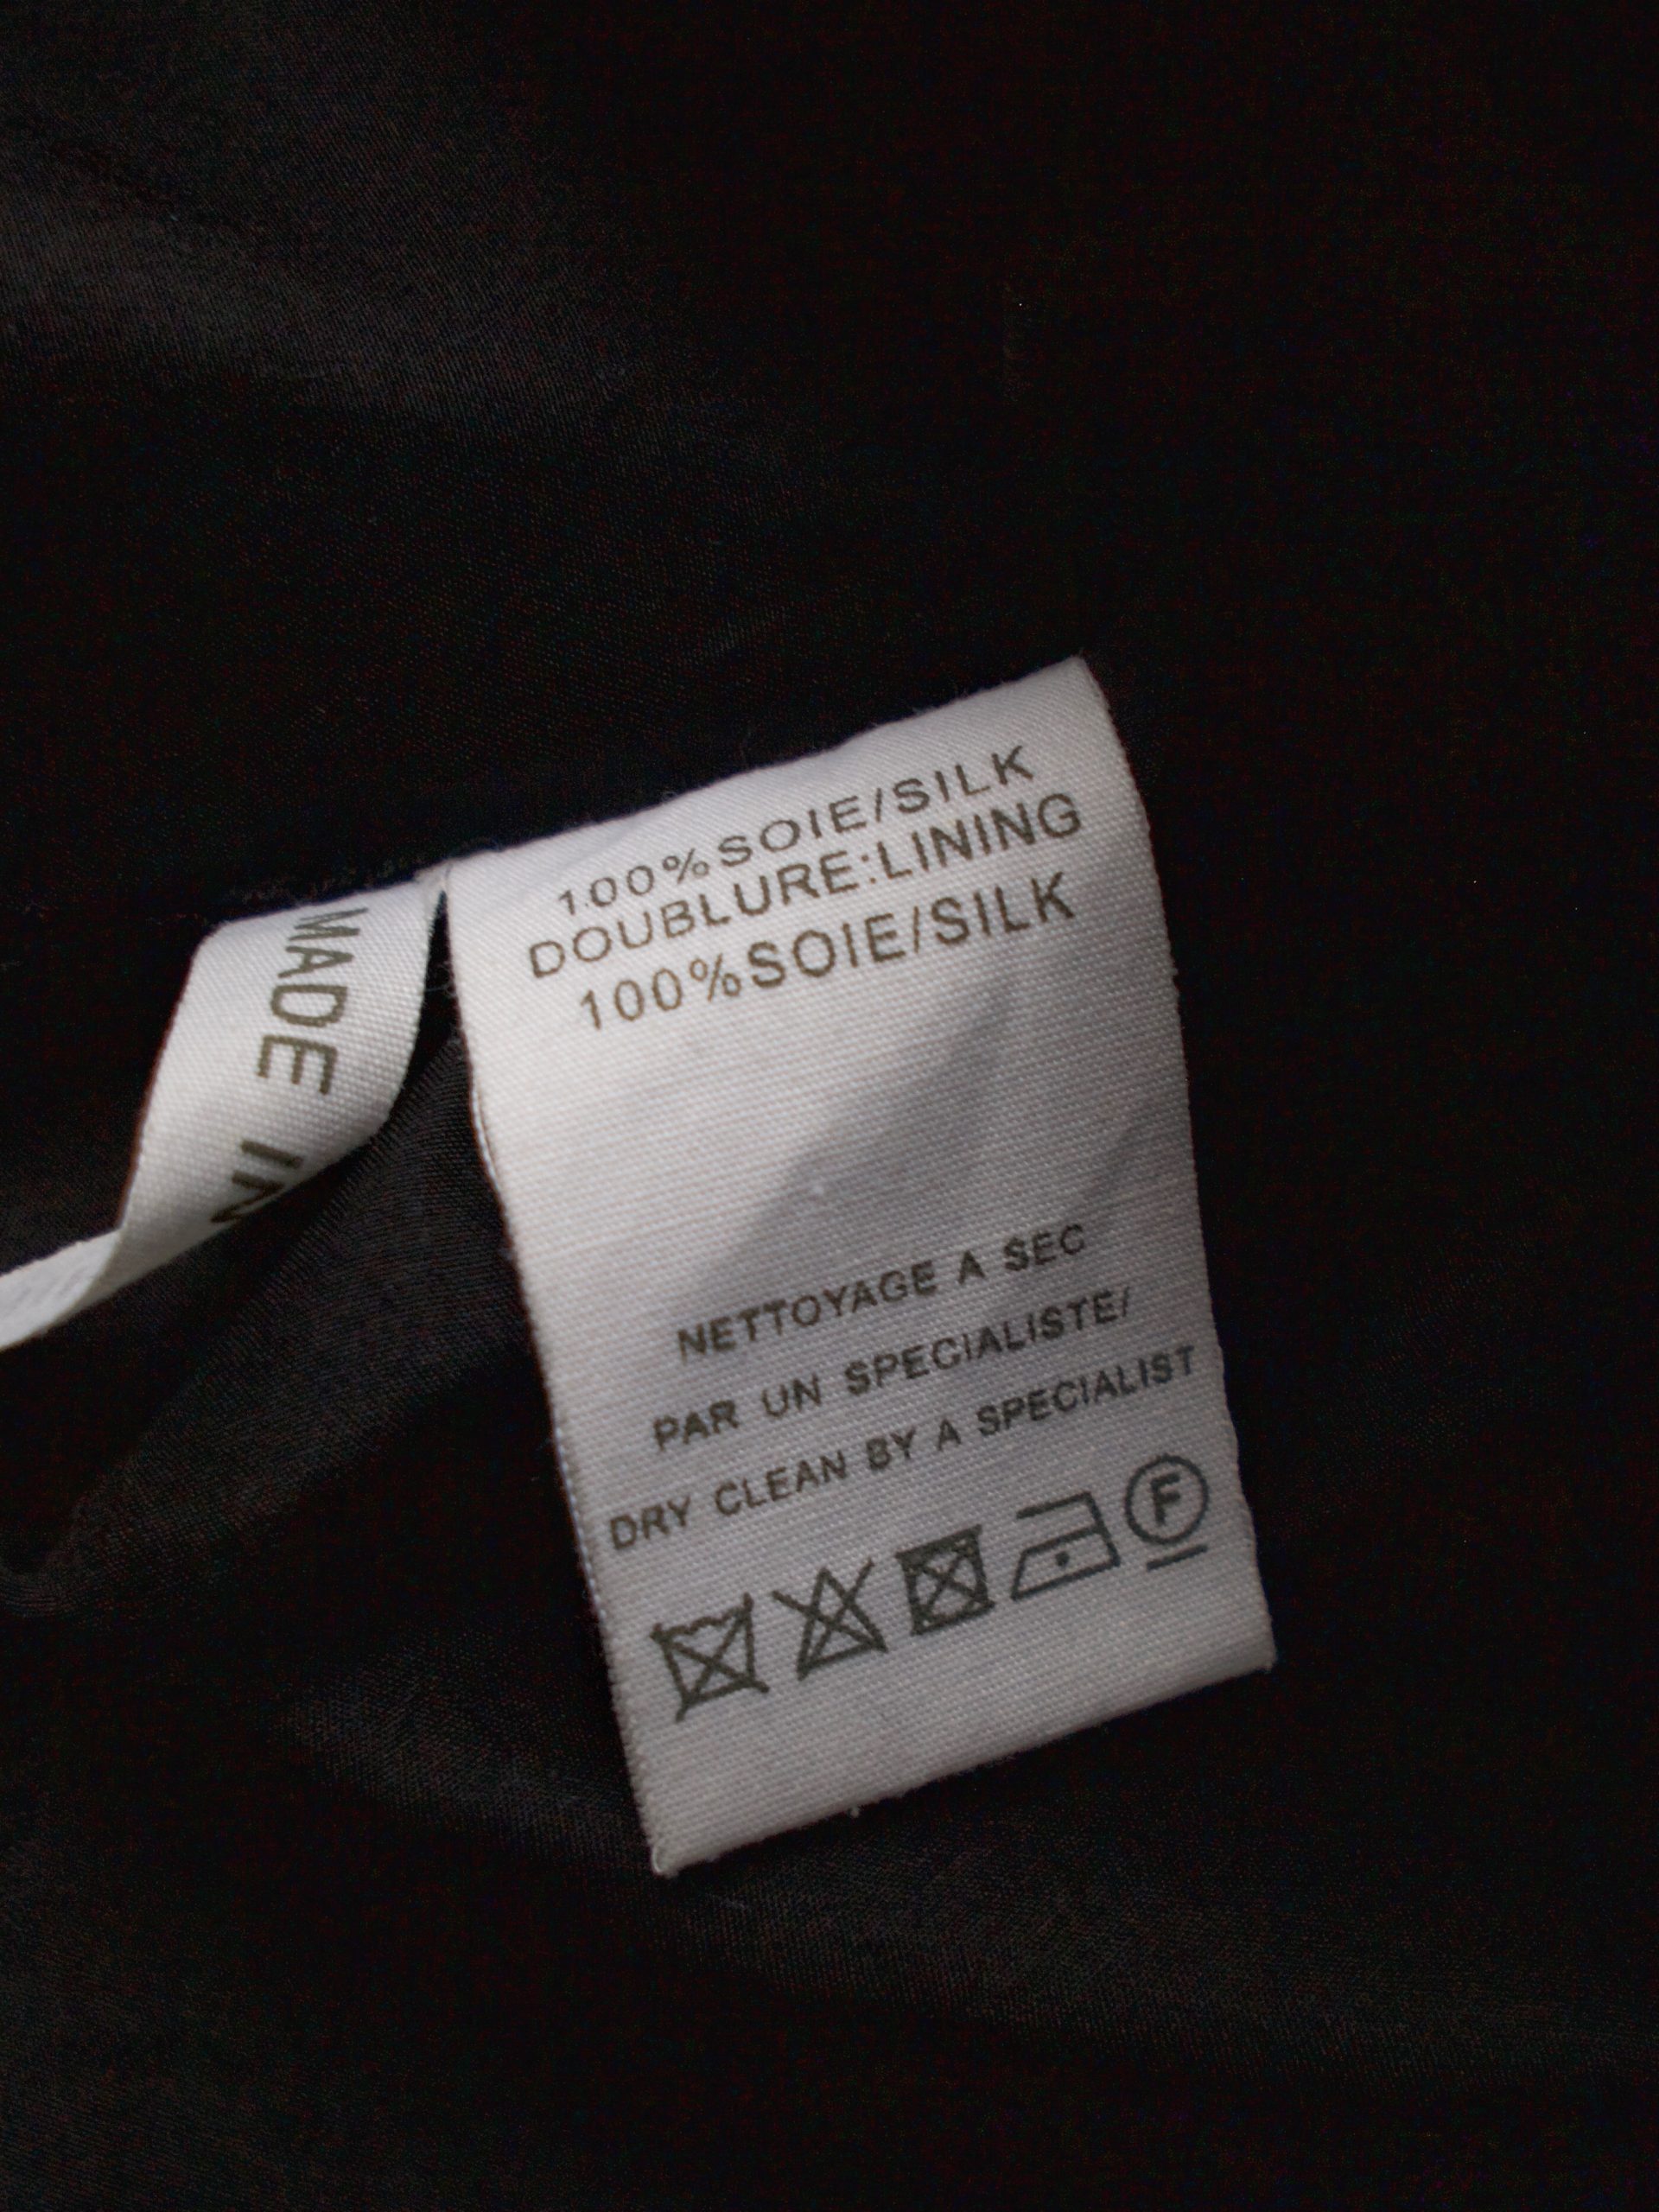 MADE IN
100%SOIE/SILK
DOUBLURE:LINING
100%SOIE/SILK
NETTOYAGE A SEC
PAR UN SPECIALISTE/
DRY CLEAN BY A SPECIALIST
F